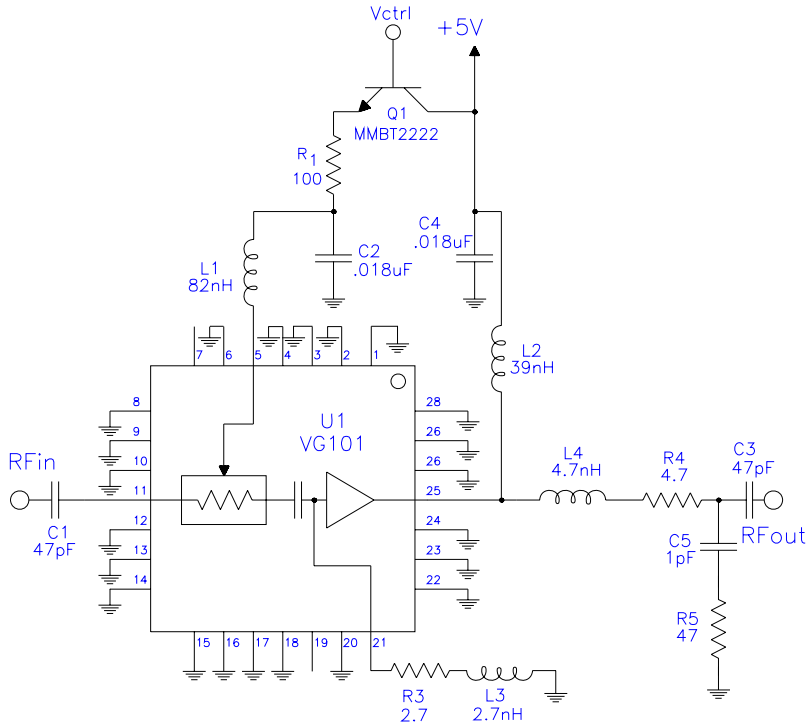 Vctrl
+5V
Q1
MMBT2222
R1
100
C4
.018uF
C2
.018uF
L1
82nH
7
6
5
4
3
2
1
L2
39nH
8
28
U1
VG101
9
26
10
26
RFin
L4
4.7nH
R4
4.7
C3
47pF
11
25
C1
47pF
12
24
RFout
C5
1pF
13
23
14
22
R5
47
15
16
17
18
19
20
21
R3
2.7
L3
2.7nH